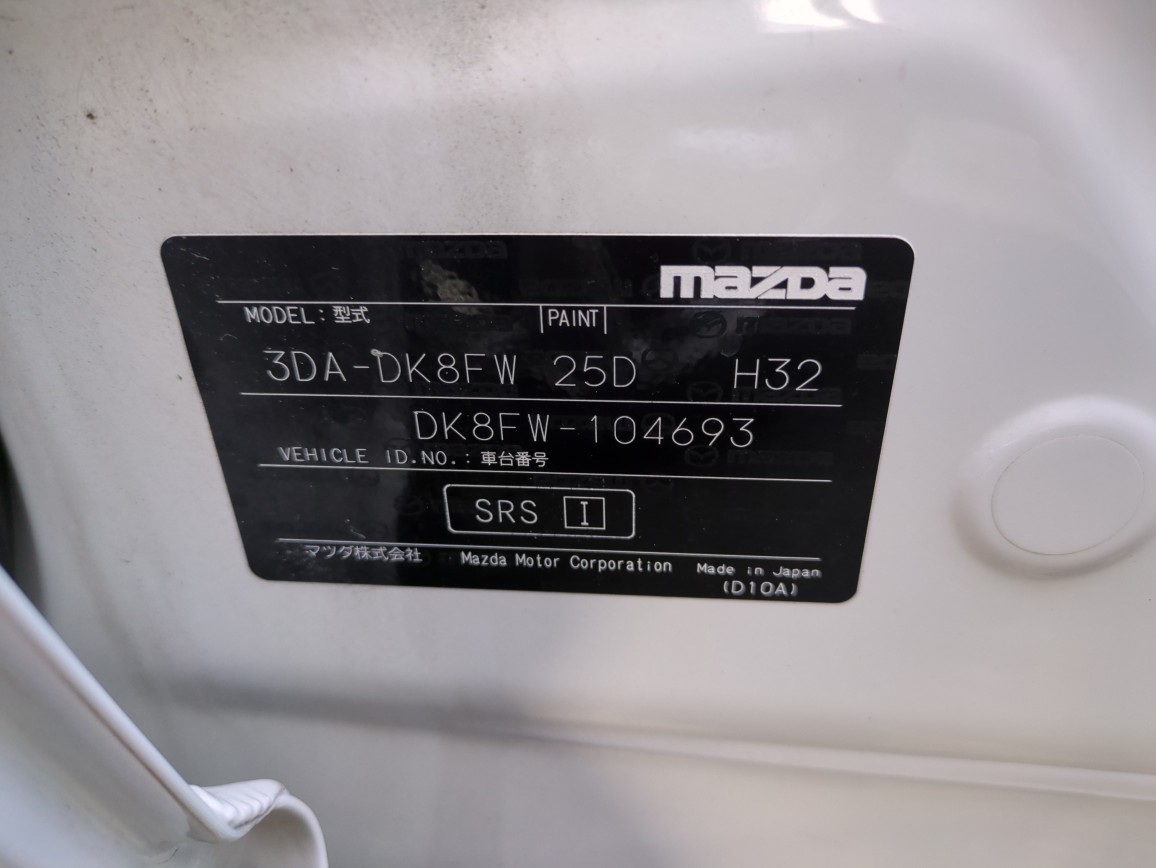 mazda
MODEL：型式 |PAINT|
3DA-DK8FW 25D H32
DK8FW-104693
VEHICLE ID.NO.：車台番号
SRS I
マツダ株式会社 Mazda Motor Corporation Made in Japan
(D10A)